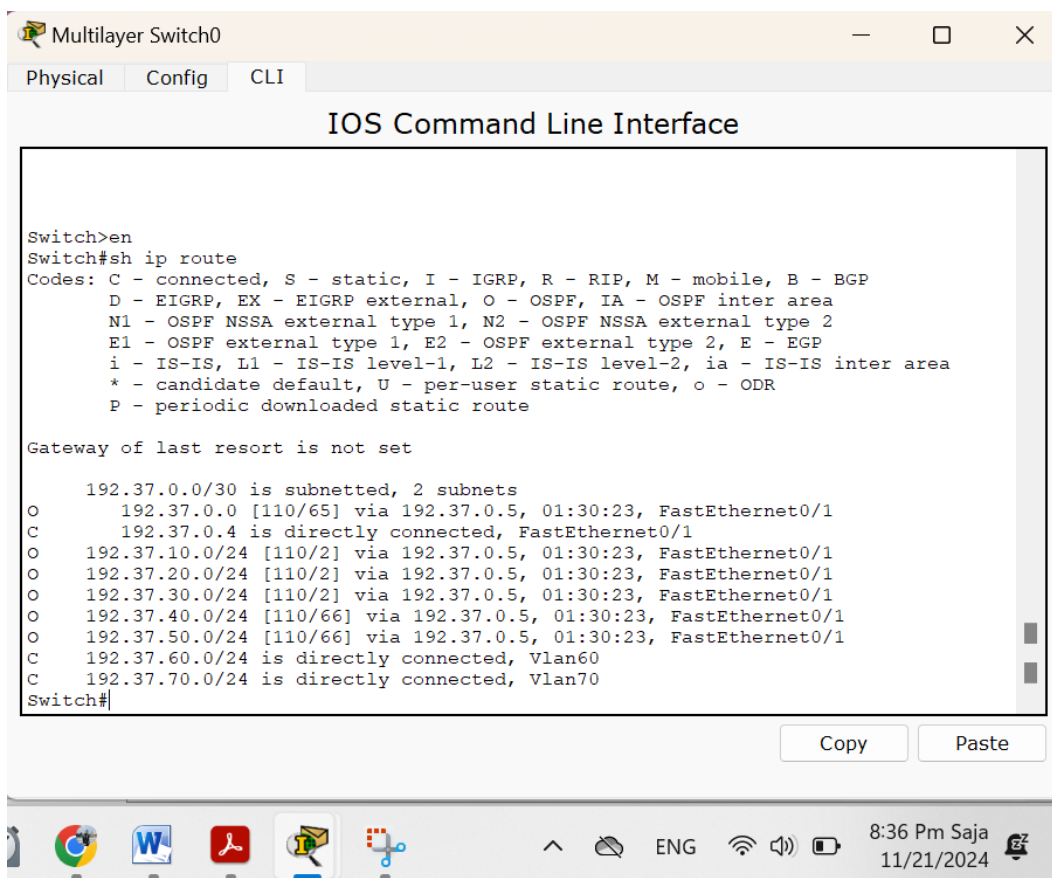 Multilayer Switch0
Physical Config CLI
IOS Command Line Interface
Switch>en
Switch#sh ip route
Codes: C - connected, S - static, I - IGRP, R - RIP, M - mobile, B - BGP
D - EIGRP, EX - EIGRP external, O - OSPF, IA - OSPF inter area
N1 - OSPF NSSA external type 1, N2 - OSPF NSSA external type 2
E1 - OSPF external type 1, E2 - OSPF external type 2, E - EGP
i - IS-IS, L1 - IS-IS level-1, L2 - IS-IS level-2, ia - IS-IS inter area
* - candidate default, U - per-user static route, o - ODR
P - periodic downloaded static route
Gateway of last resort is not set
192.37.0.0/30 is subnetted, 2 subnets
O 192.37.0.0 [110/65] via 192.37.0.5, 01:30:23, FastEthernet0/1
C 192.37.0.4 is directly connected, FastEthernet0/1
O 192.37.10.0/24 [110/2] via 192.37.0.5, 01:30:23, FastEthernet0/1
O 192.37.20.0/24 [110/2] via 192.37.0.5, 01:30:23, FastEthernet0/1
O 192.37.30.0/24 [110/2] via 192.37.0.5, 01:30:23, FastEthernet0/1
O 192.37.40.0/24 [110/66] via 192.37.0.5, 01:30:23, FastEthernet0/1
O 192.37.50.0/24 [110/66] via 192.37.0.5, 01:30:23, FastEthernet0/1
C 192.37.60.0/24 is directly connected, Vlan60
C 192.37.70.0/24 is directly connected, Vlan70
Switch#
Copy Paste
ENG 8:36 Pm Saja
11/21/2024